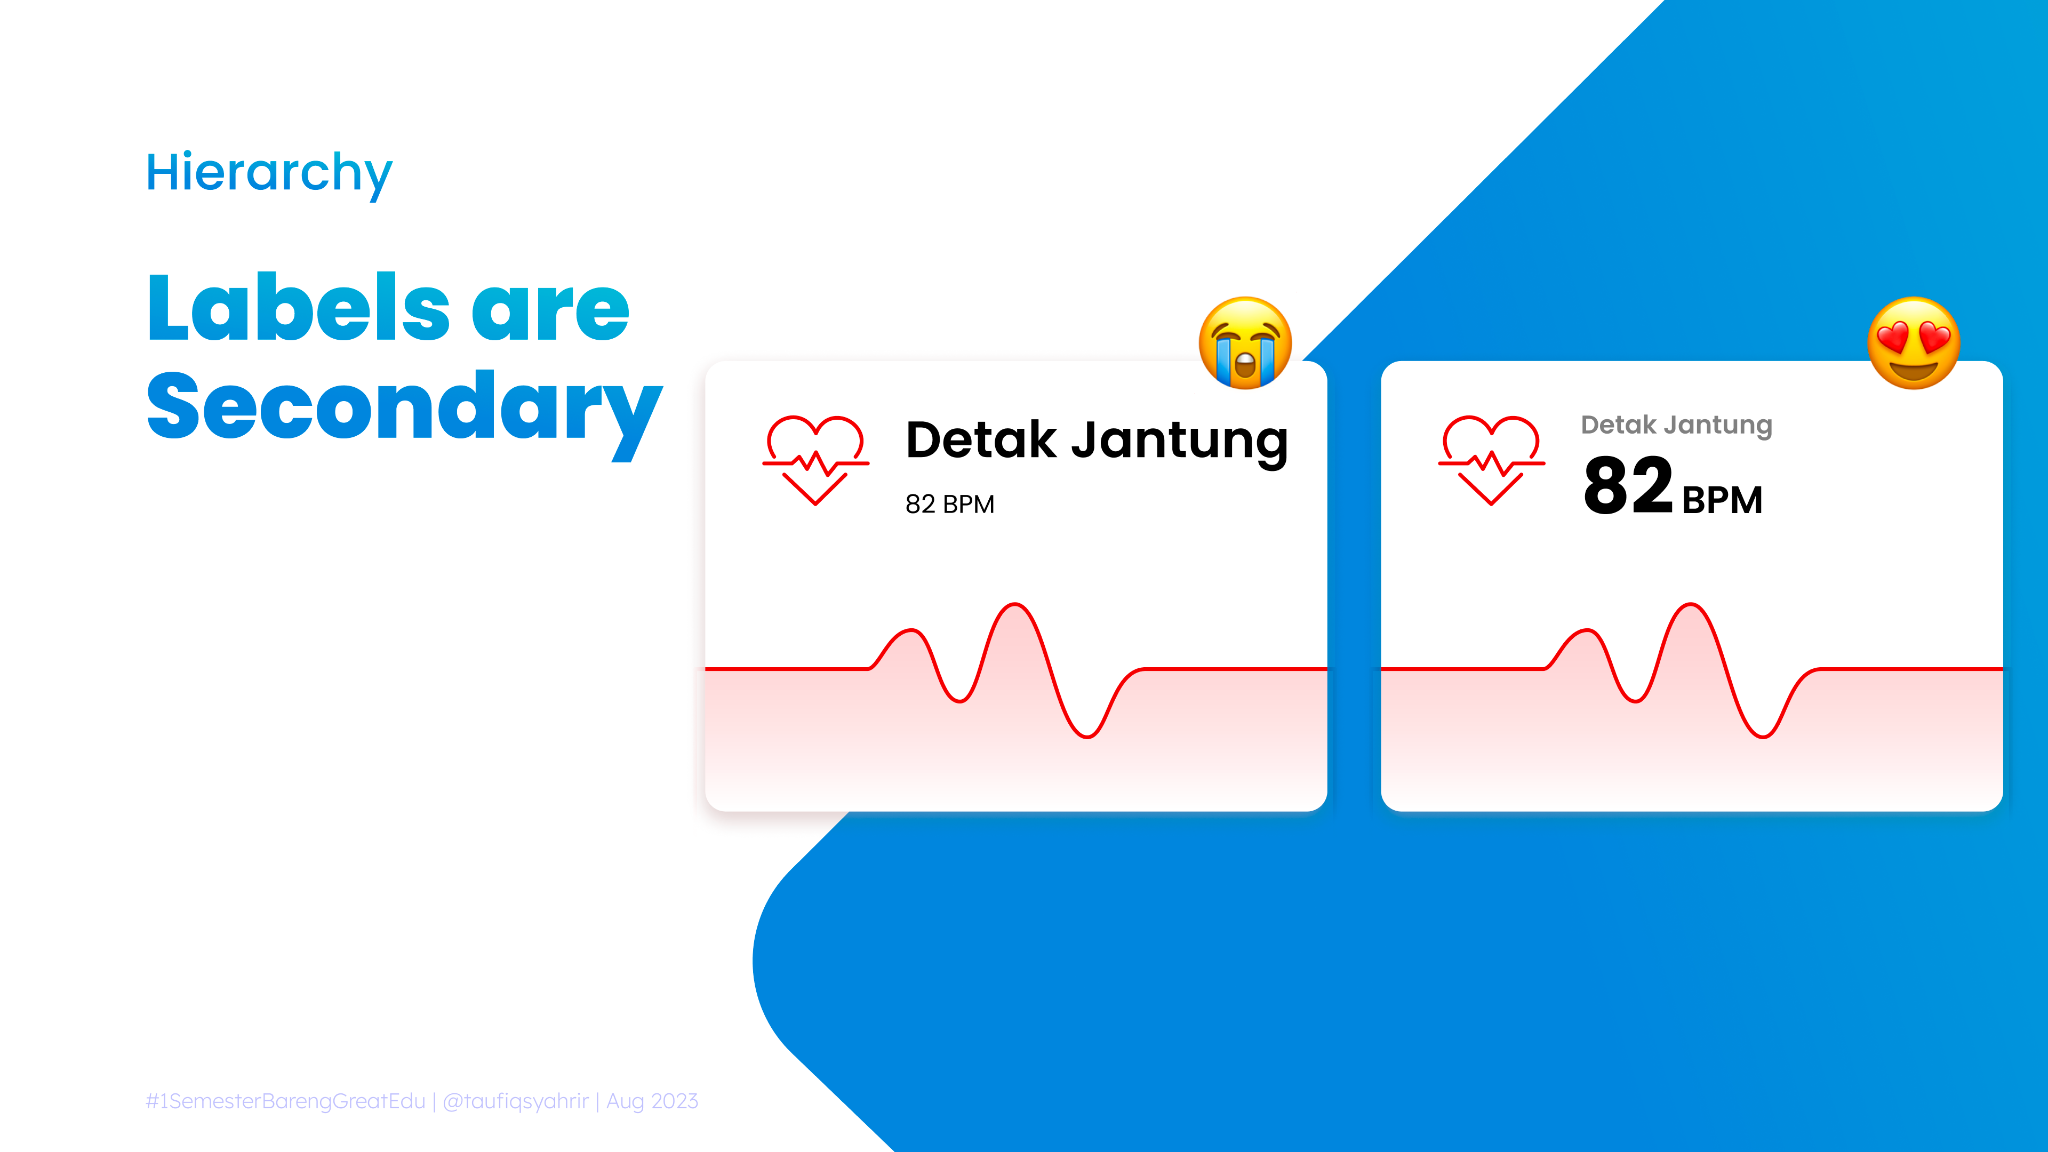 Hierarchy
Labels are
Secondary
Detak Jantung
82 BPM
Detak Jantung
82 BPM
#1SemesterBarengGreatEdu | @taufiqsyahrir | Aug 2023